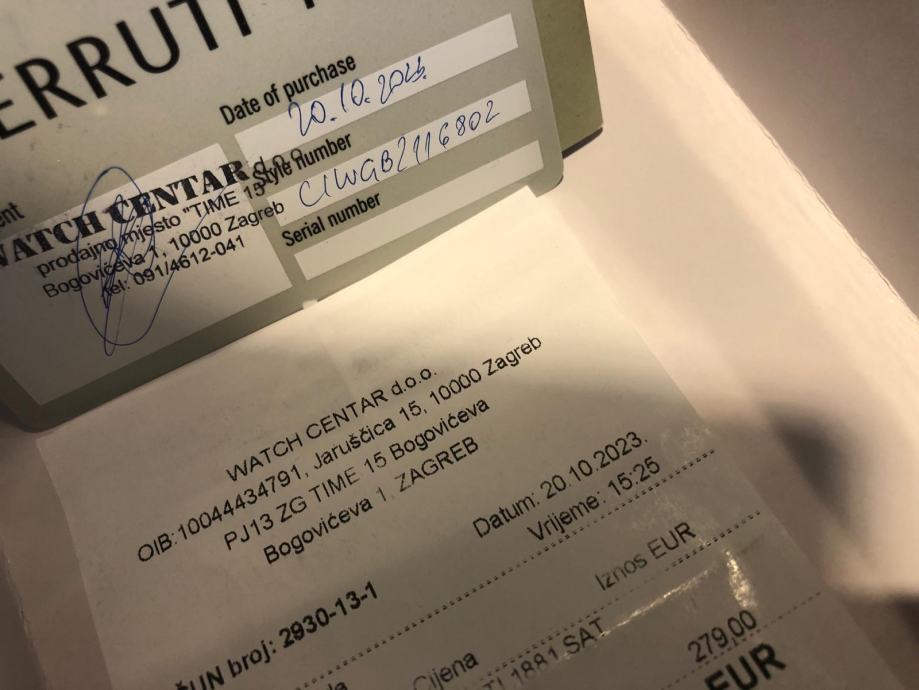 ERRUTI
Date of purchase
20.10.2023.
Style number
CIWGB2116802
Serial number
WATCH CENTAR d.o.o.
prodajno mjesto "TIME 15"
Bogovićeva 1, 10000 Zagreb
tel: 091/4612-041
WATCH CENTAR d.o.o.
OIB:10044434791, Jaruščica 15, 10000 Zagreb
PJ13 ZG TIME 15 Bogovićeva
Bogovićeva 1, ZAGREB
Datum: 20.10.2023.
Vrijeme: 15:25
UN broj: 2930-13-1
Iznos EUR
Cijena
TI 1881 SAT
279,00
EUR